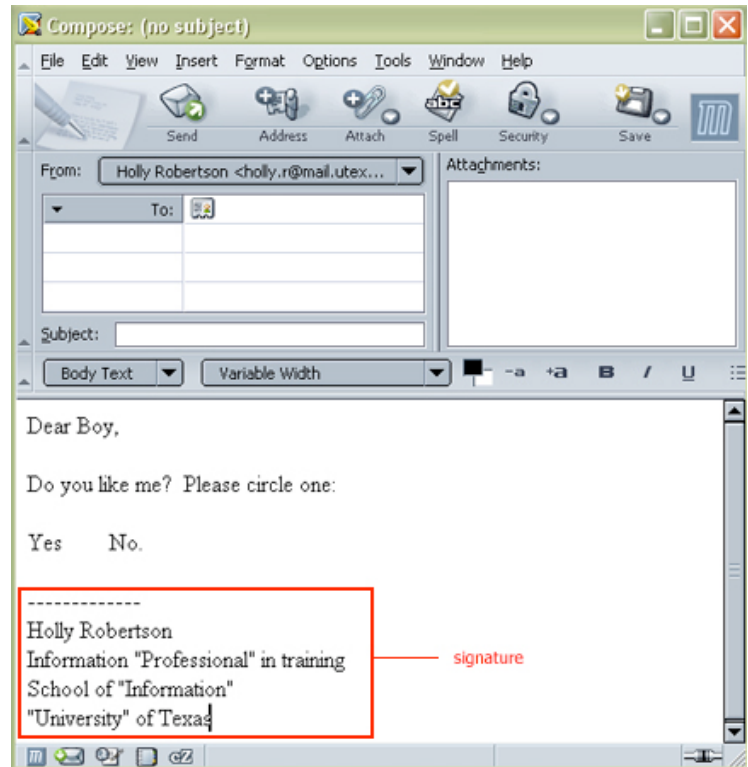 Compose: (no subject)
File Edit View Insert Format Options Tools Window Help
Send Address Attach Spell Security Save
From: Holly Robertson <holly.r@mail.utex...
Attachments:
To:
Subject:
Body Text Variable Width -a +a B I U
Dear Boy,
Do you like me? Please circle one:
Yes No.
-------------
Holly Robertson
Information "Professional" in training
School of "Information"
"University" of Texas
signature